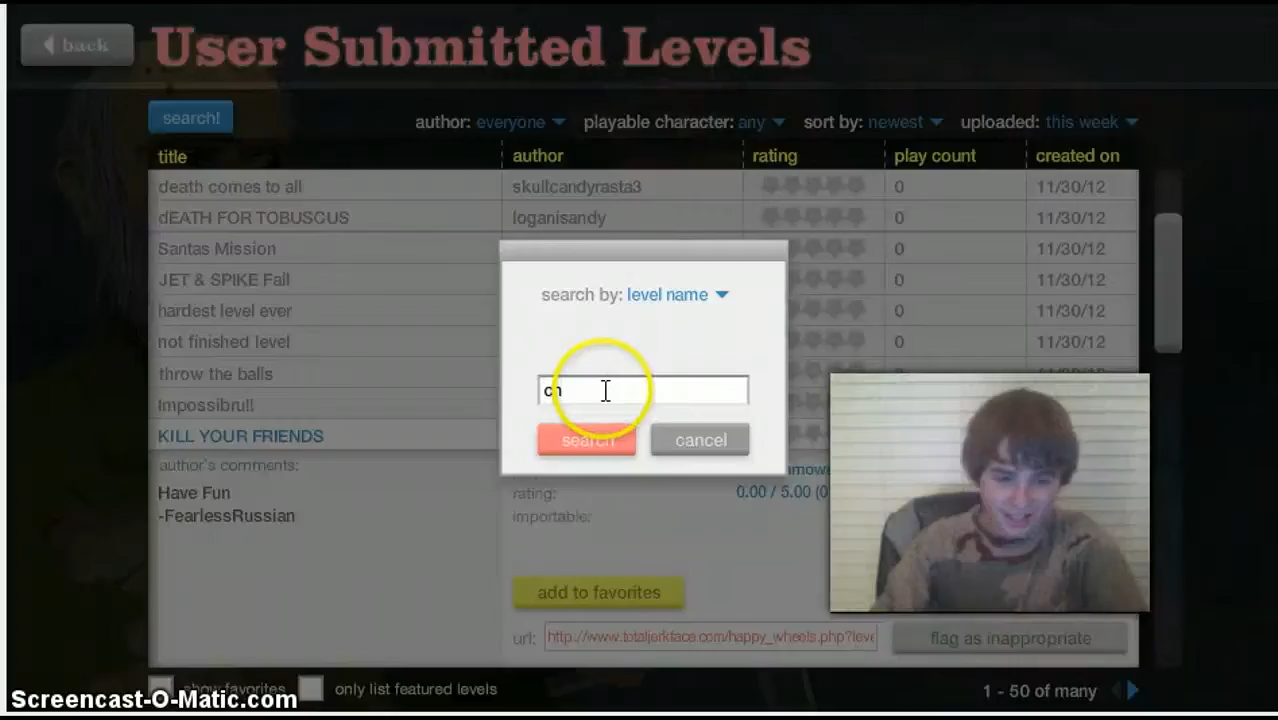 back
User Submitted Levels
search!
author: everyone playable character: any sort by: newest uploaded: this week
title author rating play count created on
death comes to all skullcandyrasta3 0 11/30/12
dEATH FOR TOBUSCUS loganisandy 0 11/30/12
Santas Mission 0 11/30/12
JET & SPIKE Fall 0 11/30/12
hardest level ever 0 11/30/12
not finished level 0 11/30/12
throw the balls
Impossibru!!
KILL YOUR FRIENDS
search by: level name
ch
search cancel
author's comments:
Have Fun
-FearlessRussian
rating: 0.00 / 5.00 (0
importable:
add to favorites
url: http://www.totaljerkface.com/happy_wheels.php?leve
flag as inappropriate
show favorites only list featured levels 1 - 50 of many
Screencast-O-Matic.com